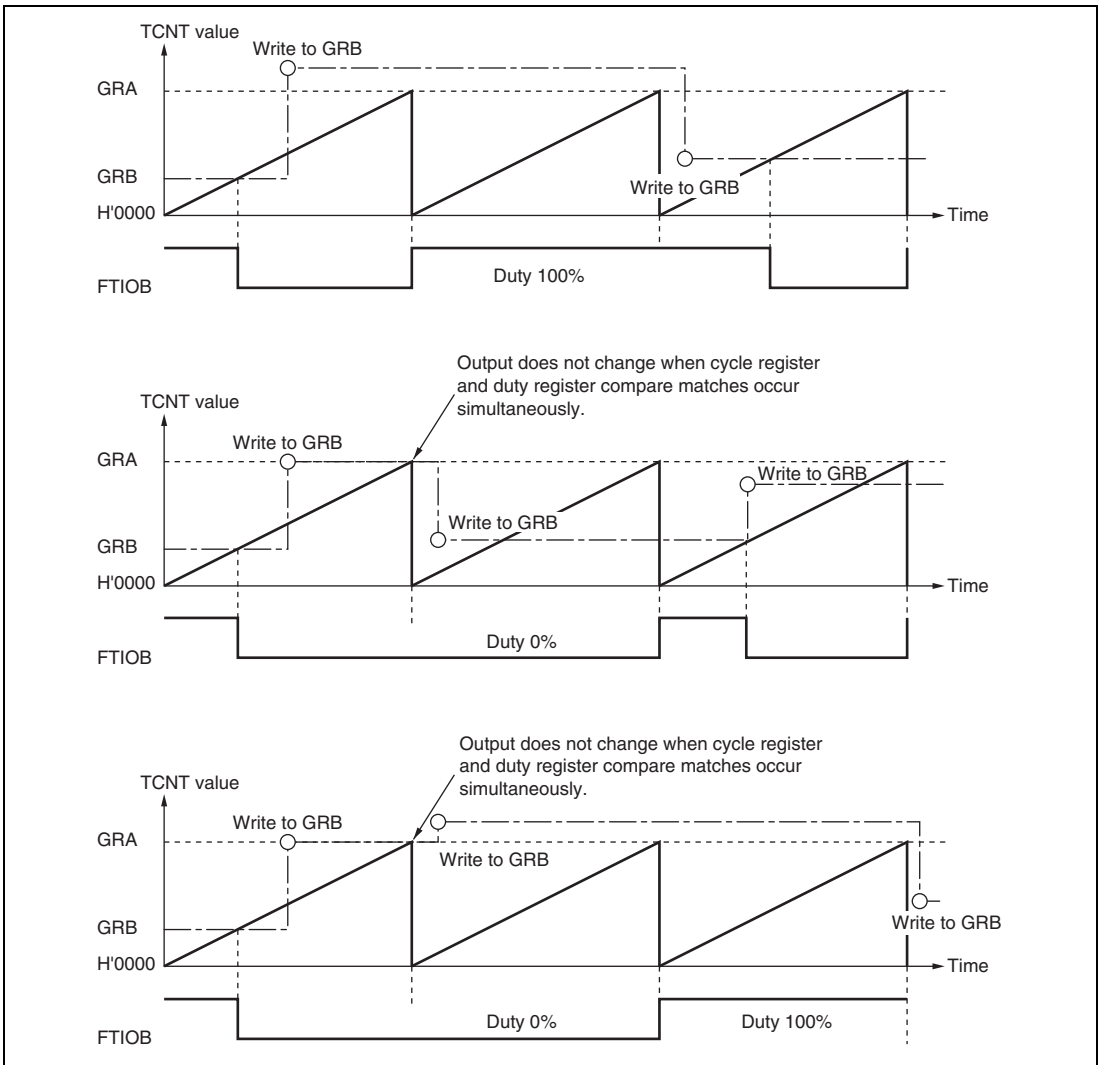 TCNT value
Write to GRB
GRA
GRB
Write to GRB
H'0000
Time
FTIOB
Duty 100%
Output does not change when cycle register
and duty register compare matches occur
simultaneously.
TCNT value
Write to GRB
GRA
Write to GRB
Write to GRB
GRB
H'0000
Time
Duty 0%
FTIOB
Output does not change when cycle register
and duty register compare matches occur
simultaneously.
TCNT value
Write to GRB
GRA
Write to GRB
GRB
Write to GRB
H'0000
Time
FTIOB
Duty 0%
Duty 100%